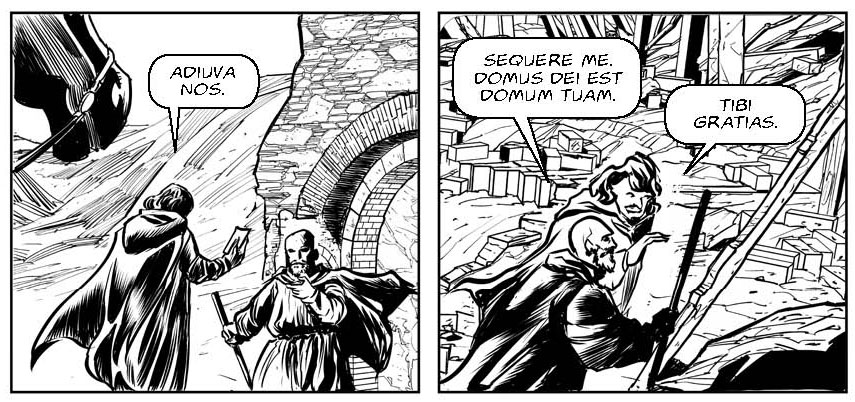 ADIUVA
NOS.
SEQUERE ME.
DOMUS DEI EST
DOMUM TUAM.
TIBI
GRATIAS.